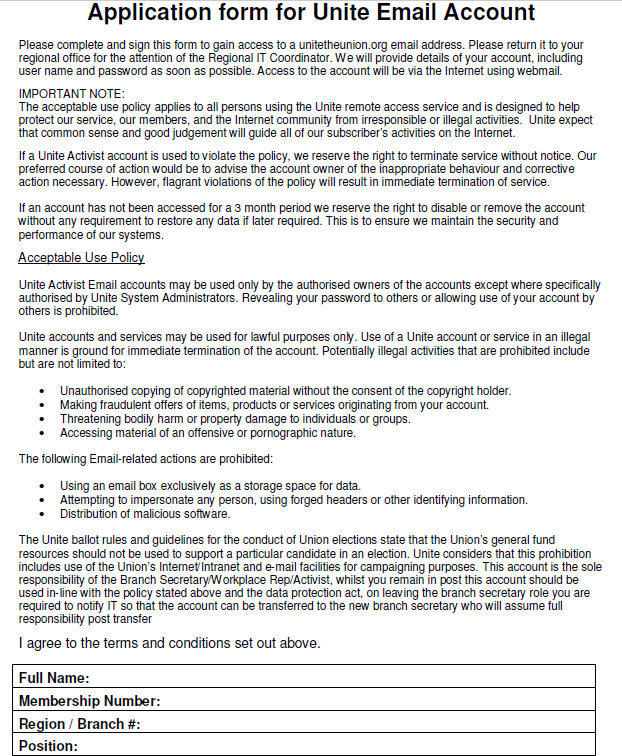 Application form for Unite Email Account
Please complete and sign this form to gain access to a unitetheunion.org email address. Please return it to your
regional office for the attention of the Regional IT Coordinator. We will provide details of your account, including
user name and password as soon as possible. Access to the account will be via the Internet using webmail.
IMPORTANT NOTE:
The acceptable use policy applies to all persons using the Unite remote access service and is designed to help
protect our service, our members, and the Internet community from irresponsible or illegal activities. Unite expect
that common sense and good judgement will guide all of our subscriber's activities on the Internet.
If a Unite Activist account is used to violate the policy, we reserve the right to terminate service without notice. Our
preferred course of action would be to advise the account owner of the inappropriate behaviour and corrective
action necessary. However, flagrant violations of the policy will result in immediate termination of service.
If an account has not been accessed for a 3 month period we reserve the right to disable or remove the account
without any requirement to restore any data if later required. This is to ensure we maintain the security and
performance of our systems.
Acceptable Use Policy
Unite Activist Email accounts may be used only by the authorised owners of the accounts except where specifically
authorised by Unite System Administrators. Revealing your password to others or allowing use of your account by
others is prohibited.
Unite accounts and services may be used for lawful purposes only. Use of a Unite account or service in an illegal
manner is ground for immediate termination of the account. Potentially illegal activities that are prohibited include
but are not limited to:
• Unauthorised copying of copyrighted material without the consent of the copyright holder.
• Making fraudulent offers of items, products or services originating from your account.
• Threatening bodily harm or property damage to individuals or groups.
• Accessing material of an offensive or pornographic nature.
The following Email-related actions are prohibited:
• Using an email box exclusively as a storage space for data.
• Attempting to impersonate any person, using forged headers or other identifying information.
• Distribution of malicious software.
The Unite ballot rules and guidelines for the conduct of Union elections state that the Union's general fund
resources should not be used to support a particular candidate in an election. Unite considers that this prohibition
includes use of the Union's Internet/Intranet and e-mail facilities for campaigning purposes. This account is the sole
responsibility of the Branch Secretary/Workplace Rep/Activist, whilst you remain in post this account should be
used in-line with the policy stated above and the data protection act, on leaving the branch secretary role you are
required to notify IT so that the account can be transferred to the new branch secretary who will assume full
responsibility post transfer
I agree to the terms and conditions set out above.
Full Name:
Membership Number:
Region / Branch #:
Position: